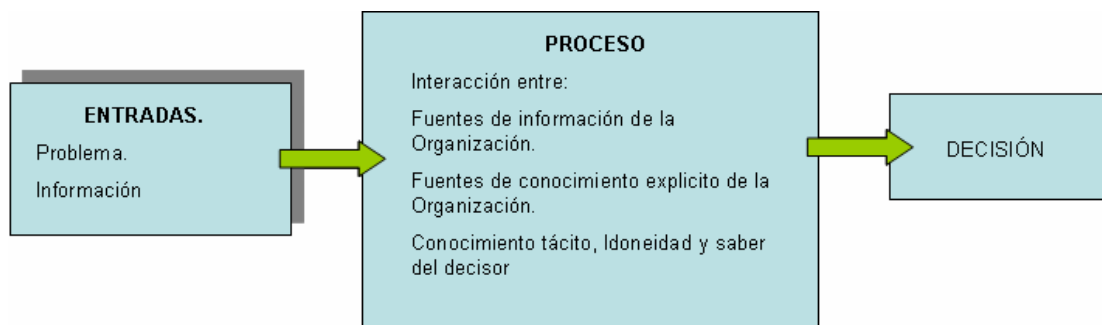 ENTRADAS.
Problema.
Información
PROCESO
Interacción entre:
Fuentes de información de la
Organización.
Fuentes de conocimiento explicito de la
Organización.
Conocimiento tácito, Idoneidad y saber
del decisor
DECISIÓN